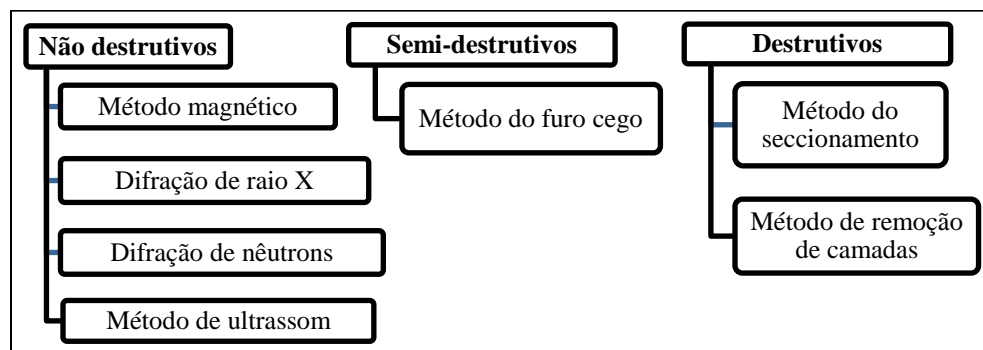 Não destrutivos
Método magnético
Difração de raio X
Difração de nêutrons
Método de ultrassom
Semi-destrutivos
Método do furo cego
Destrutivos
Método do
seccionamento
Método de remoção
de camadas